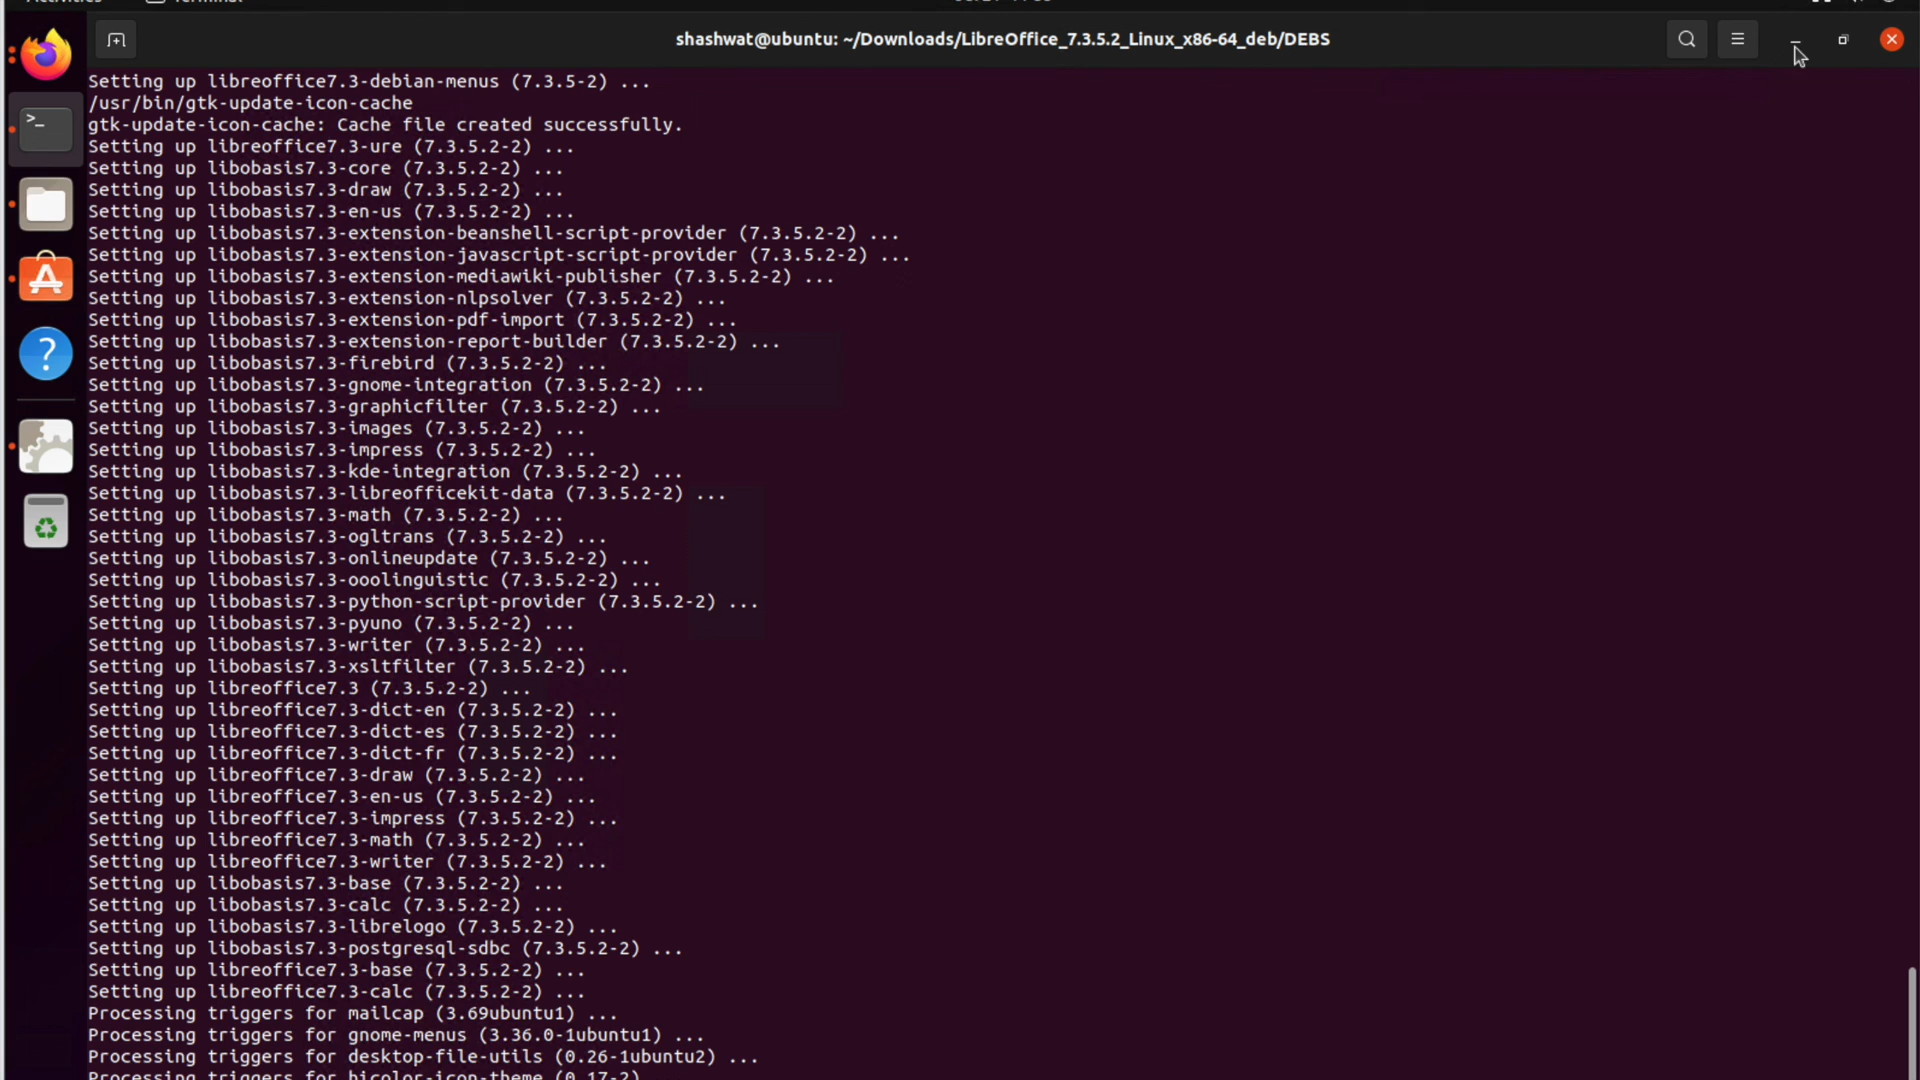 Activities
Terminal
shashwat@ubuntu: ~/Downloads/LibreOffice_7.3.5.2_Linux_x86-64_deb/DEBS
Setting up libreoffice7.3-debian-menus (7.3.5-2) ...
/usr/bin/gtk-update-icon-cache
gtk-update-icon-cache: Cache file created successfully.
Setting up libreoffice7.3-ure (7.3.5.2-2) ...
Setting up libobasis7.3-core (7.3.5.2-2) ...
Setting up libobasis7.3-draw (7.3.5.2-2) ...
Setting up libobasis7.3-en-us (7.3.5.2-2) ...
Setting up libobasis7.3-extension-beanshell-script-provider (7.3.5.2-2) ...
Setting up libobasis7.3-extension-javascript-script-provider (7.3.5.2-2) ...
Setting up libobasis7.3-extension-mediawiki-publisher (7.3.5.2-2) ...
Setting up libobasis7.3-extension-nlpsolver (7.3.5.2-2) ...
Setting up libobasis7.3-extension-pdf-import (7.3.5.2-2) ...
Setting up libobasis7.3-extension-report-builder (7.3.5.2-2) ...
Setting up libobasis7.3-firebird (7.3.5.2-2) ...
Setting up libobasis7.3-gnome-integration (7.3.5.2-2) ...
Setting up libobasis7.3-graphicfilter (7.3.5.2-2) ...
Setting up libobasis7.3-images (7.3.5.2-2) ...
Setting up libobasis7.3-impress (7.3.5.2-2) ...
Setting up libobasis7.3-kde-integration (7.3.5.2-2) ...
Setting up libobasis7.3-libreofficekit-data (7.3.5.2-2) ...
Setting up libobasis7.3-math (7.3.5.2-2) ...
Setting up libobasis7.3-ogltrans (7.3.5.2-2) ...
Setting up libobasis7.3-onlineupdate (7.3.5.2-2) ...
Setting up libobasis7.3-ooolinguistic (7.3.5.2-2) ...
Setting up libobasis7.3-python-script-provider (7.3.5.2-2) ...
Setting up libobasis7.3-pyuno (7.3.5.2-2) ...
Setting up libobasis7.3-writer (7.3.5.2-2) ...
Setting up libobasis7.3-xsltfilter (7.3.5.2-2) ...
Setting up libreoffice7.3 (7.3.5.2-2) ...
Setting up libreoffice7.3-dict-en (7.3.5.2-2) ...
Setting up libreoffice7.3-dict-es (7.3.5.2-2) ...
Setting up libreoffice7.3-dict-fr (7.3.5.2-2) ...
Setting up libreoffice7.3-draw (7.3.5.2-2) ...
Setting up libreoffice7.3-en-us (7.3.5.2-2) ...
Setting up libreoffice7.3-impress (7.3.5.2-2) ...
Setting up libreoffice7.3-math (7.3.5.2-2) ...
Setting up libreoffice7.3-writer (7.3.5.2-2) ...
Setting up libobasis7.3-base (7.3.5.2-2) ...
Setting up libobasis7.3-calc (7.3.5.2-2) ...
Setting up libobasis7.3-librelogo (7.3.5.2-2) ...
Setting up libobasis7.3-postgresql-sdbc (7.3.5.2-2) ...
Setting up libreoffice7.3-base (7.3.5.2-2) ...
Setting up libreoffice7.3-calc (7.3.5.2-2) ...
Processing triggers for mailcap (3.69ubuntu1) ...
Processing triggers for gnome-menus (3.36.0-1ubuntu1) ...
Processing triggers for desktop-file-utils (0.26-1ubuntu2) ...
Processing triggers for hicolor-icon-theme (0.17-2)